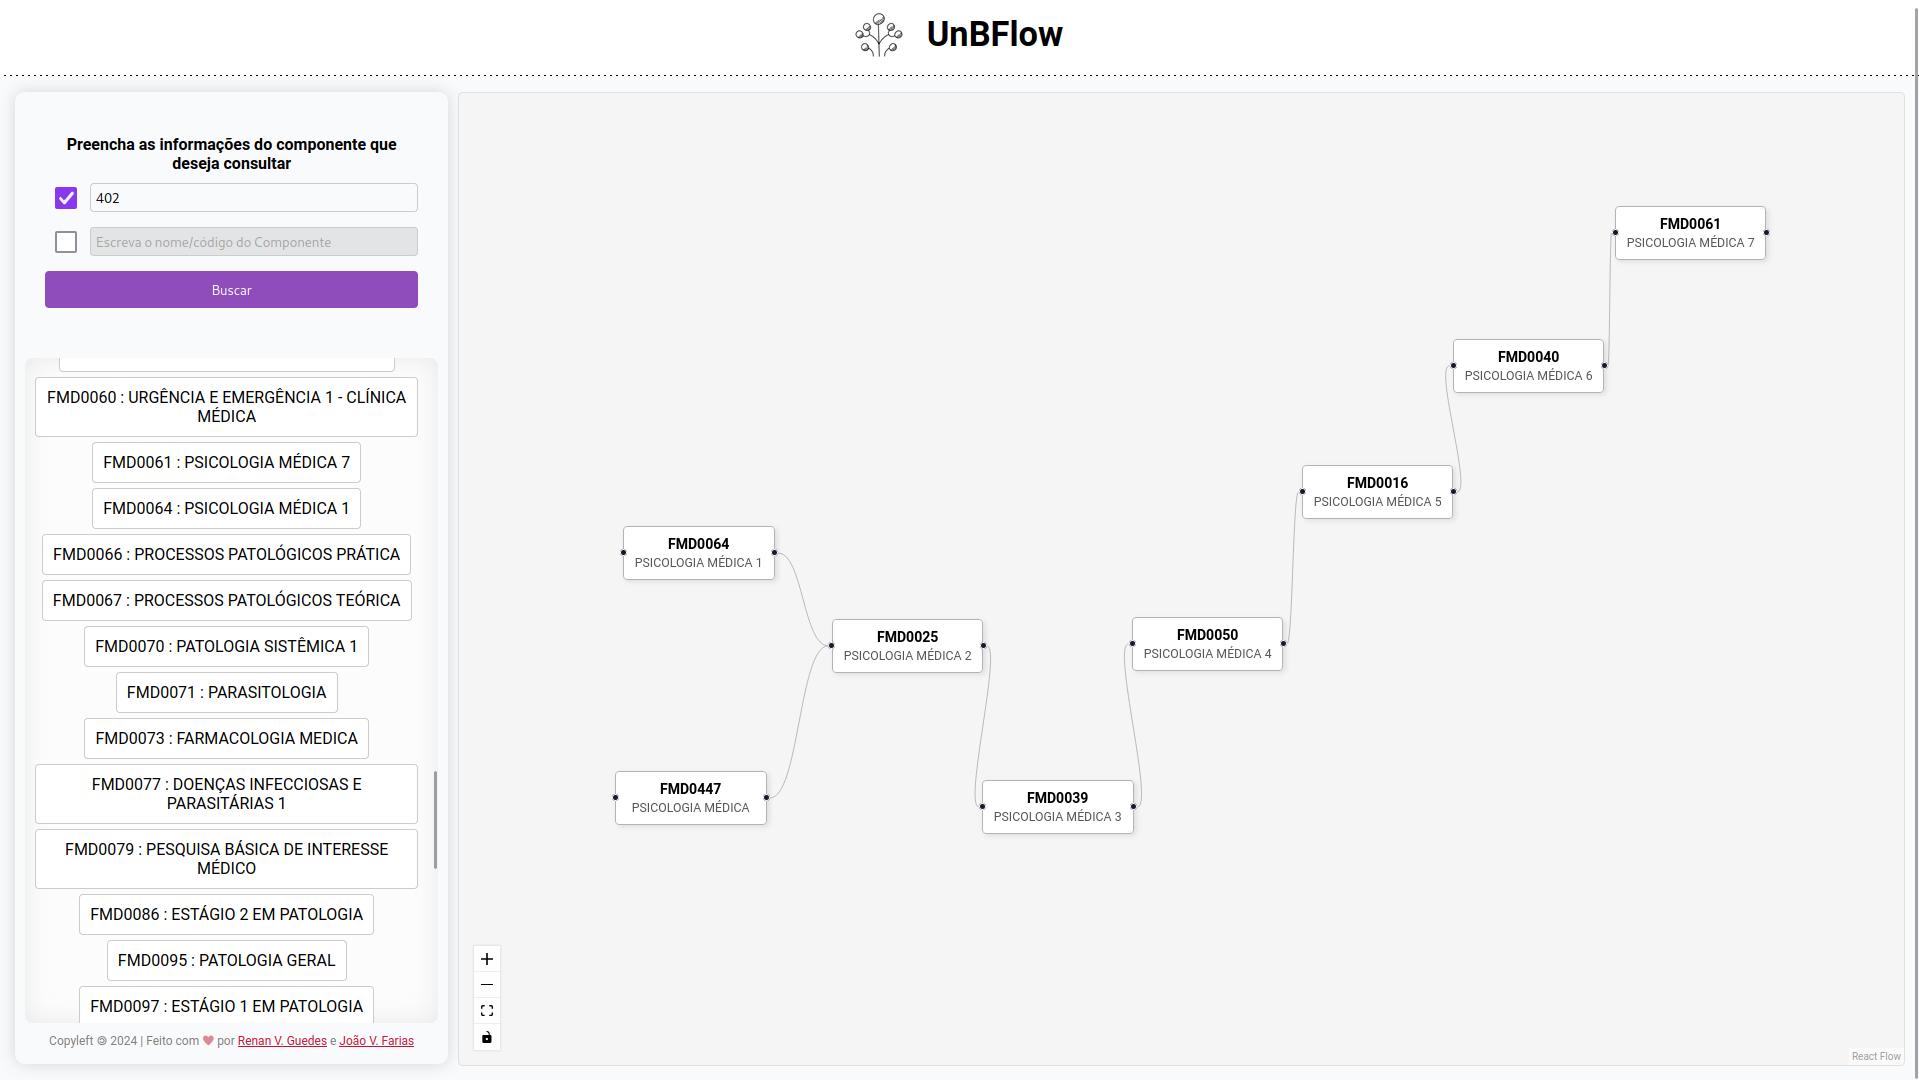 UnBFlow
Preencha as informações do componente que
deseja consultar
402
Escreva o nome/código do Componente
Buscar
FMD0060 : URGÊNCIA E EMERGÊNCIA 1 - CLÍNICA
MÉDICA
FMD0061 : PSICOLOGIA MÉDICA 7
FMD0064 : PSICOLOGIA MÉDICA 1
FMD0066 : PROCESSOS PATOLÓGICOS PRÁTICA
FMD0067 : PROCESSOS PATOLÓGICOS TEÓRICA
FMD0070 : PATOLOGIA SISTÊMICA 1
FMD0071 : PARASITOLOGIA
FMD0073 : FARMACOLOGIA MEDICA
FMD0077 : DOENÇAS INFECCIOSAS E
PARASITÁRIAS 1
FMD0079 : PESQUISA BÁSICA DE INTERESSE
MÉDICO
FMD0086 : ESTÁGIO 2 EM PATOLOGIA
FMD0095 : PATOLOGIA GERAL
FMD0097 : ESTÁGIO 1 EM PATOLOGIA
Copyleft 🄯 2024 | Feito com ❤ por Renan V. Guedes e João V. Farias
FMD0064
PSICOLOGIA MÉDICA 1
FMD0447
PSICOLOGIA MÉDICA
FMD0025
PSICOLOGIA MÉDICA 2
FMD0039
PSICOLOGIA MÉDICA 3
FMD0050
PSICOLOGIA MÉDICA 4
FMD0016
PSICOLOGIA MÉDICA 5
FMD0040
PSICOLOGIA MÉDICA 6
FMD0061
PSICOLOGIA MÉDICA 7
React Flow